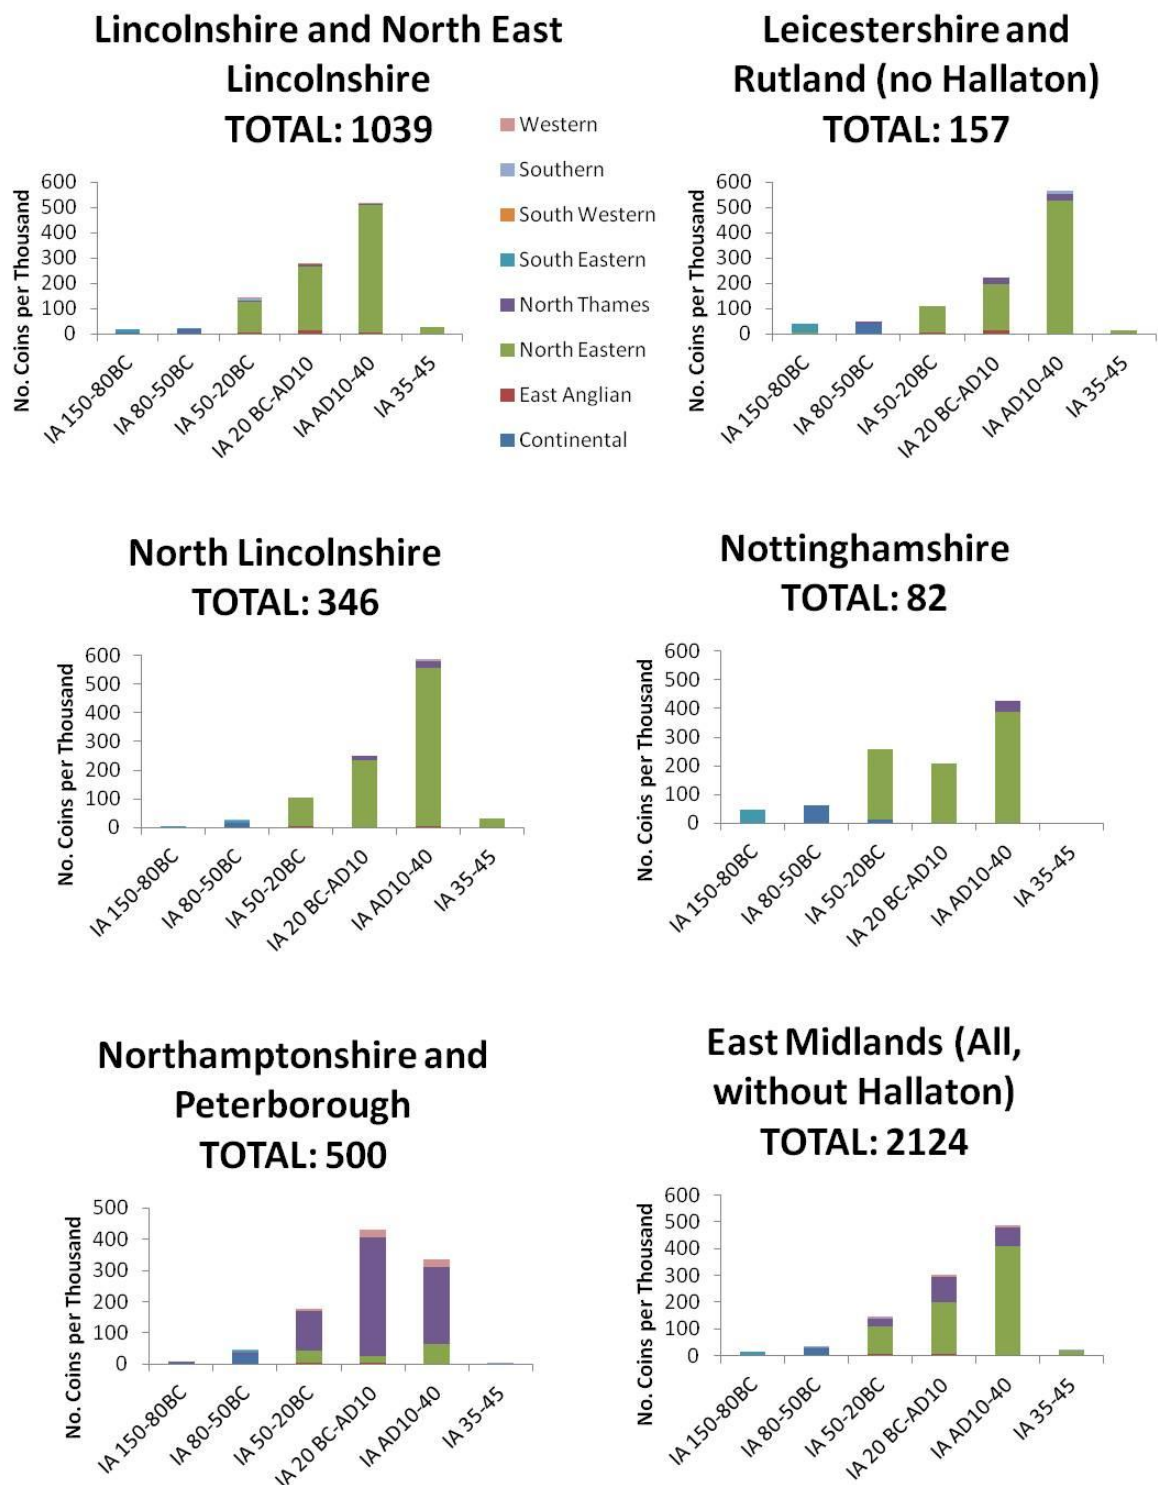 Lincolnshire and North East
Lincolnshire
TOTAL: 1039
No. Coins per Thousand
600
500
400
300
200
100
0
IA 150-80BC
IA 80-50BC
IA 50-20BC
IA 20 BC-AD10
IA AD10-40
IA 35-45
Western
Southern
South Western
South Eastern
North Thames
North Eastern
East Anglian
Continental
Leicestershire and
Rutland (no Hallaton)
TOTAL: 157
No. Coins per Thousand
600
500
400
300
200
100
0
IA 150-80BC
IA 80-50BC
IA 50-20BC
IA 20 BC-AD10
IA AD10-40
IA 35-45
North Lincolnshire
TOTAL: 346
No. Coins per Thousand
600
500
400
300
200
100
0
IA 150-80BC
IA 80-50BC
IA 50-20BC
IA 20 BC-AD10
IA AD10-40
IA 35-45
Nottinghamshire
TOTAL: 82
No. Coins per Thousand
600
500
400
300
200
100
0
IA 150-80BC
IA 80-50BC
IA 50-20BC
IA 20 BC-AD10
IA AD10-40
IA 35-45
Northamptonshire and
Peterborough
TOTAL: 500
No. Coins per Thousand
500
400
300
200
100
0
IA 150-80BC
IA 80-50BC
IA 50-20BC
IA 20 BC-AD10
IA AD10-40
IA 35-45
East Midlands (All,
without Hallaton)
TOTAL: 2124
No. Coins per Thousand
600
500
400
300
200
100
0
IA 150-80BC
IA 80-50BC
IA 50-20BC
IA 20 BC-AD10
IA AD10-40
IA 35-45